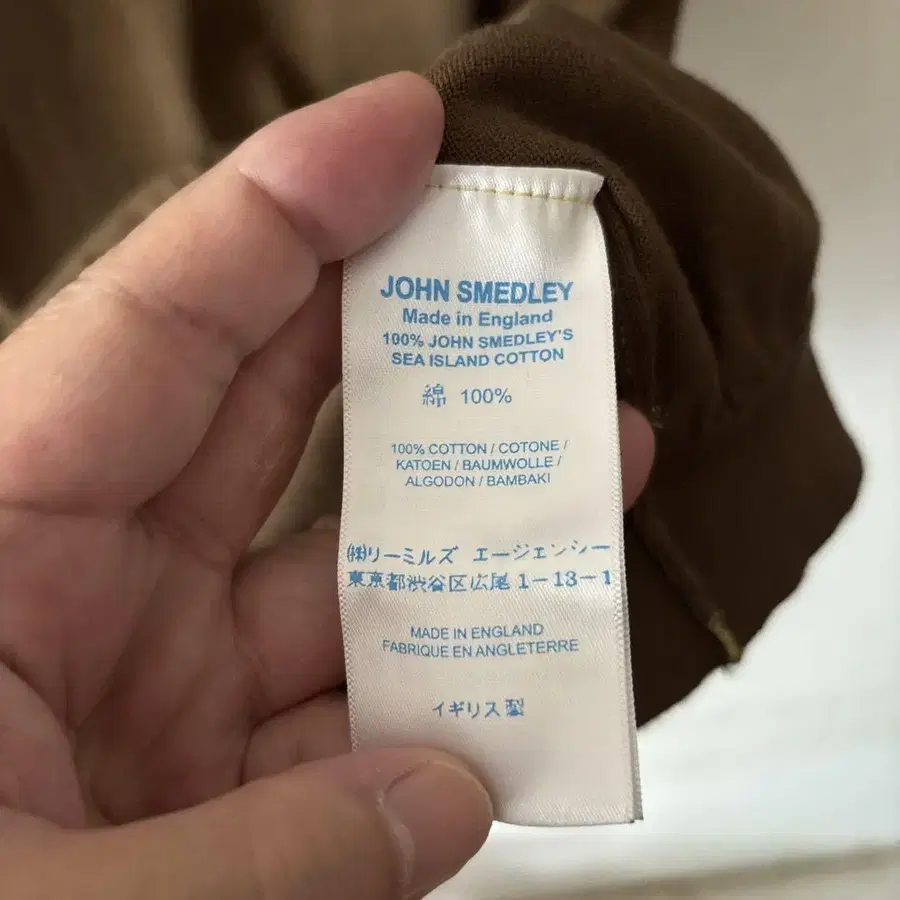 JOHN SMEDLEY
Made in England
100% JOHN SMEDLEY'S
SEA ISLAND COTTON
綿 100%
100% COTTON / COTONE /
KATOEN / BAUMWOLLE /
ALGODON / BAMBAKI
㈱リーミルズ エージェンシー
東京都渋谷区広尾1-13-1
MADE IN ENGLAND
FABRIQUE EN ANGLETERRE
イギリス製